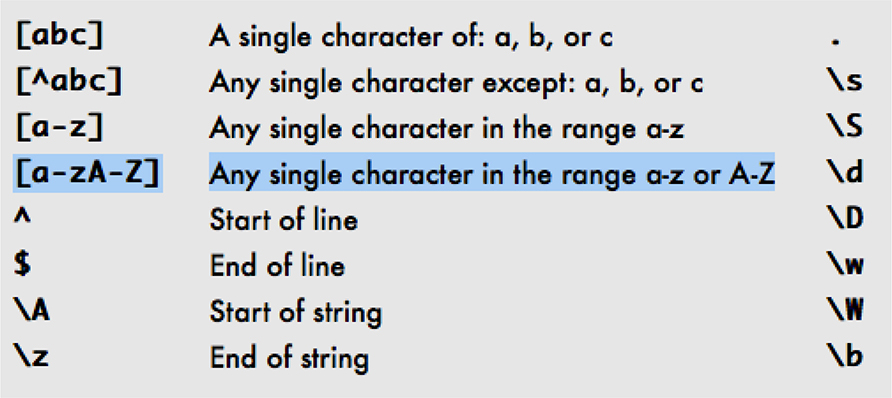 [abc] A single character of: a, b, or c .
[^abc] Any single character except: a, b, or c \s
[a-z] Any single character in the range a-z \S
[a-zA-Z] Any single character in the range a-z or A-Z \d
^ Start of line \D
$ End of line \w
\A Start of string \W
\z End of string \b